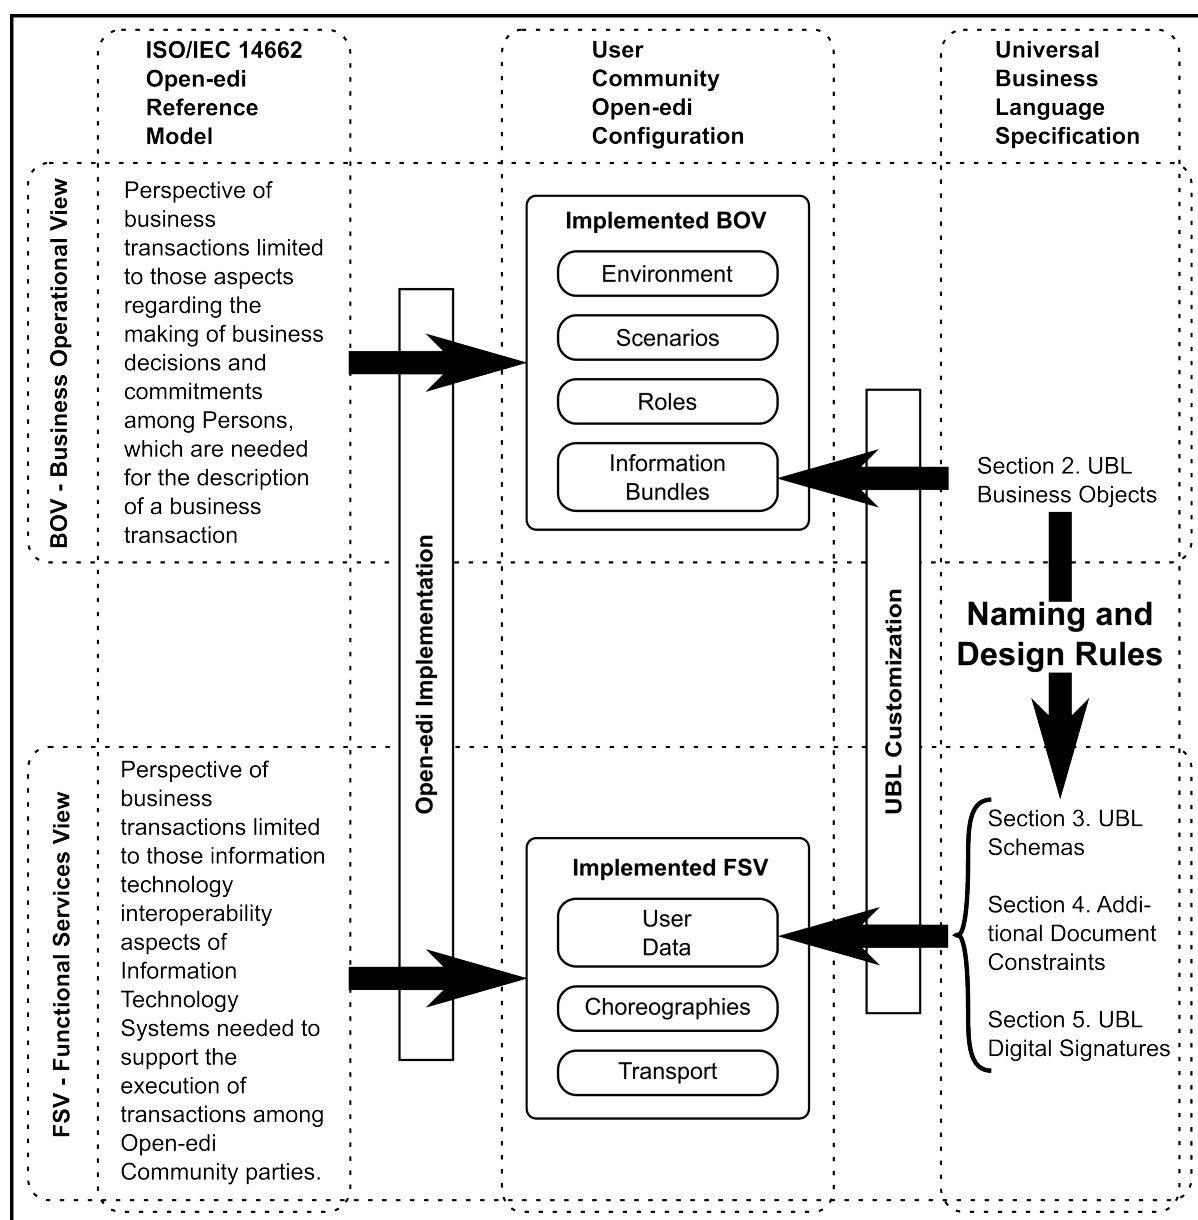 ISO/IEC 14662
Open-edi
Reference
Model
User
Community
Open-edi
Configuration
Universal
Business
Language
Specification
BOV - Business Operational View
Perspective of
business
transactions limited
to those aspects
regarding the
making of business
decisions and
commitments
among Persons,
which are needed
for the description
of a business
transaction
Open-edi Implementation
Implemented BOV
Environment
Scenarios
Roles
Information
Bundles
UBL Customization
Section 2. UBL
Business Objects
Naming and
Design Rules
FSV - Functional Services View
Perspective of
business
transactions limited
to those information
technology
interoperability
aspects of
Information
Technology
Systems needed to
support the
execution of
transactions among
Open-edi
Community parties.
Implemented FSV
User
Data
Choreographies
Transport
Section 3. UBL
Schemas
Section 4. Addi-
tional Document
Constraints
Section 5. UBL
Digital Signatures